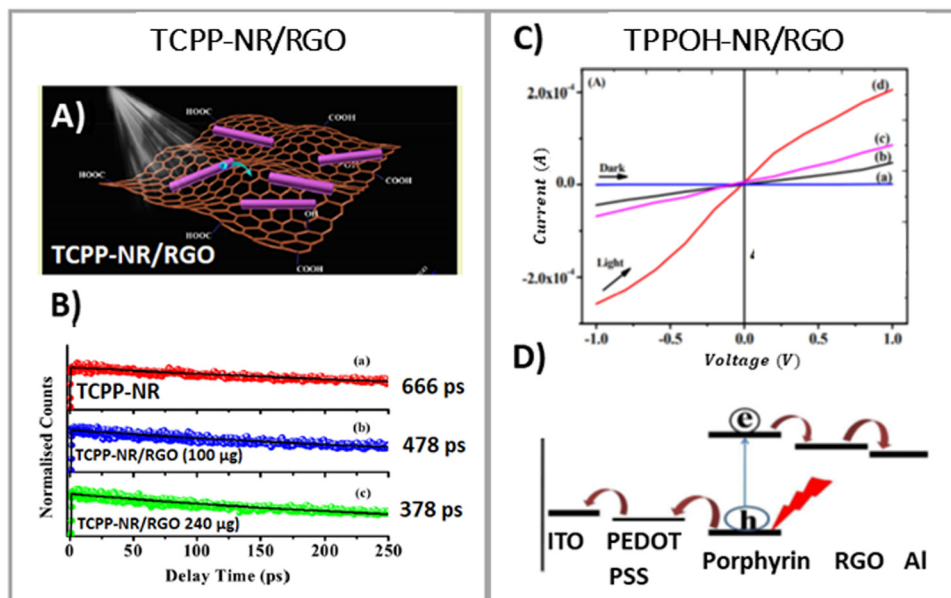 TCPP-NR/RGO
A)
HOOC
COOH
HOOC
COOH
OH
HOOC
COOH
TCPP-NR/RGO
B)
Normalised Counts
(a)
TCPP-NR
666 ps
(b)
TCPP-NR/RGO (100 μg)
478 ps
(c)
TCPP-NR/RGO 240 μg)
378 ps
0 50 100 150 200 250
Delay Time (ps)
TPPOH-NR/RGO
C)
(A)
Current (A)
2.0x10⁻⁴
0.0
-2.0x10⁻⁴
(d)
(c)
(b)
(a)
Dark
Light
-1.0 -0.5 0.0 0.5 1.0
Voltage (V)
D)
e
h
ITO PEDOT Porphyrin RGO Al
PSS